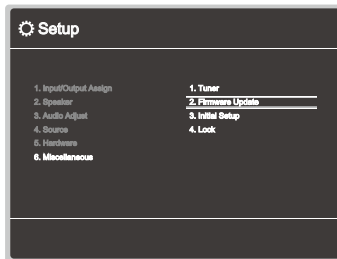 Setup
1. Input/Output Assign
2. Speaker
3. Audio Adjust
4. Source
5. Hardware
6. Miscellaneous
1. Tuner
2. Firmware Update
3. Initial Setup
4. Lock